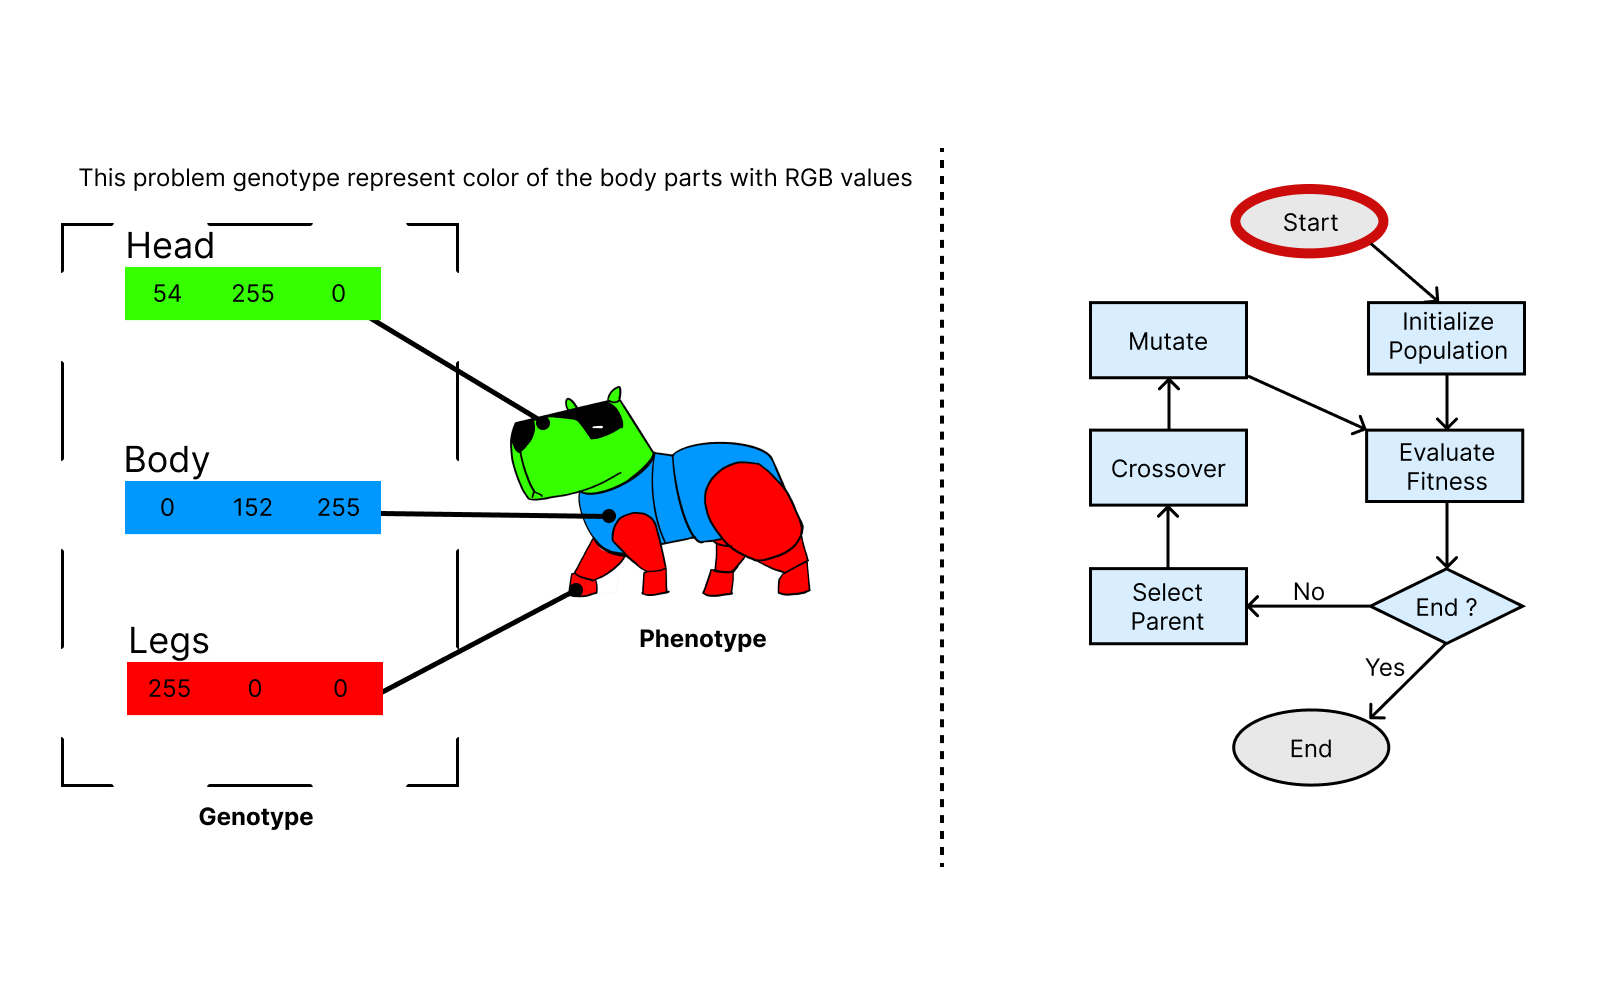 This problem genotype represent color of the body parts with RGB values
Head
54 255 0
Body
0 152 255
Legs
255 0 0
Genotype
Phenotype
Start
Initialize
Population
Mutate
Evaluate
Fitness
Crossover
Select
Parent
No
End ?
Yes
End